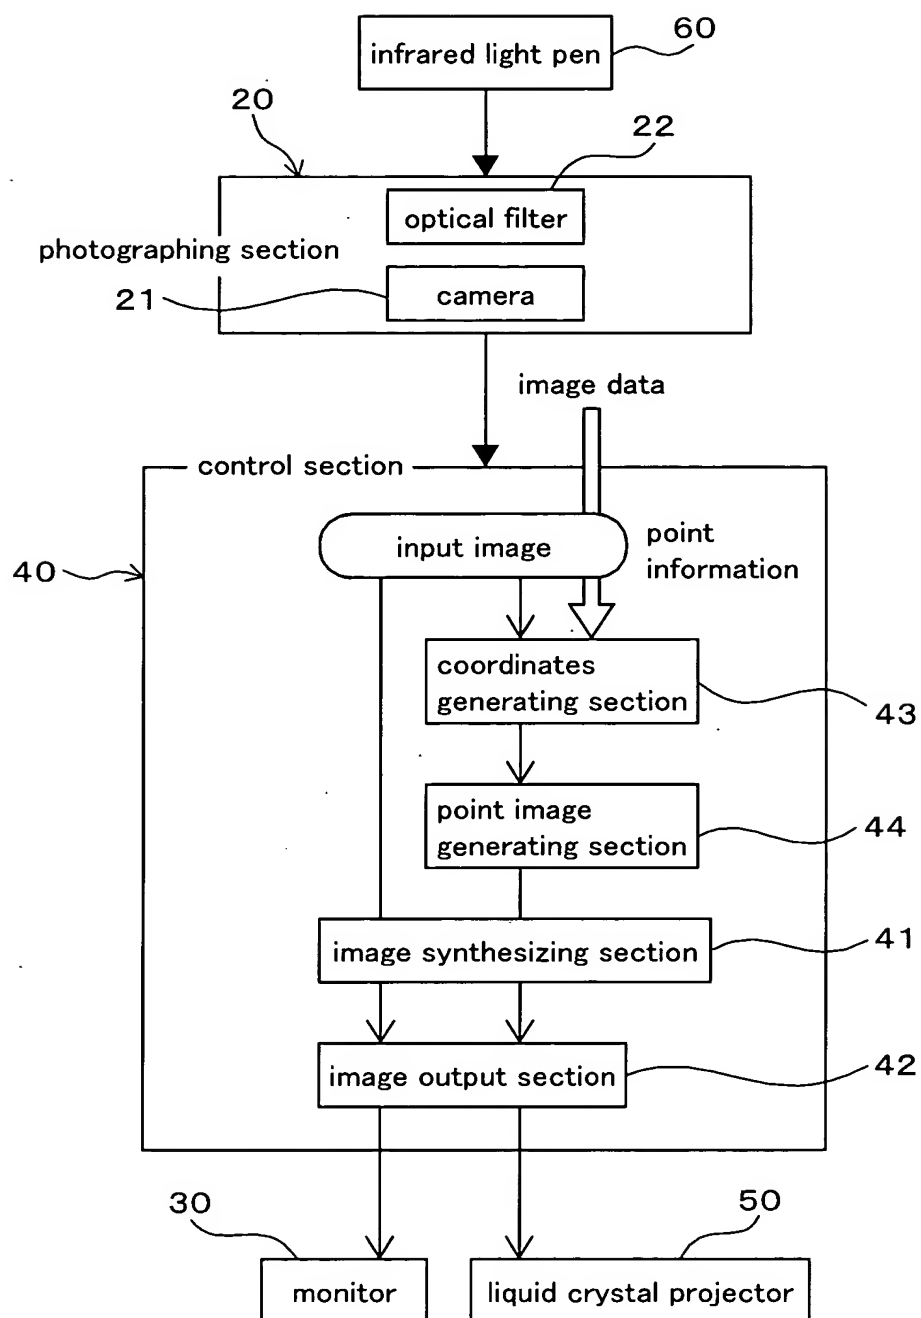 60
infrared light pen
20
22
optical filter
photographing section
21
camera
image data
control section
input image
point
information
40
coordinates
generating section
43
point image
generating section
44
image synthesizing section
41
image output section
42
30
50
monitor
liquid crystal projector